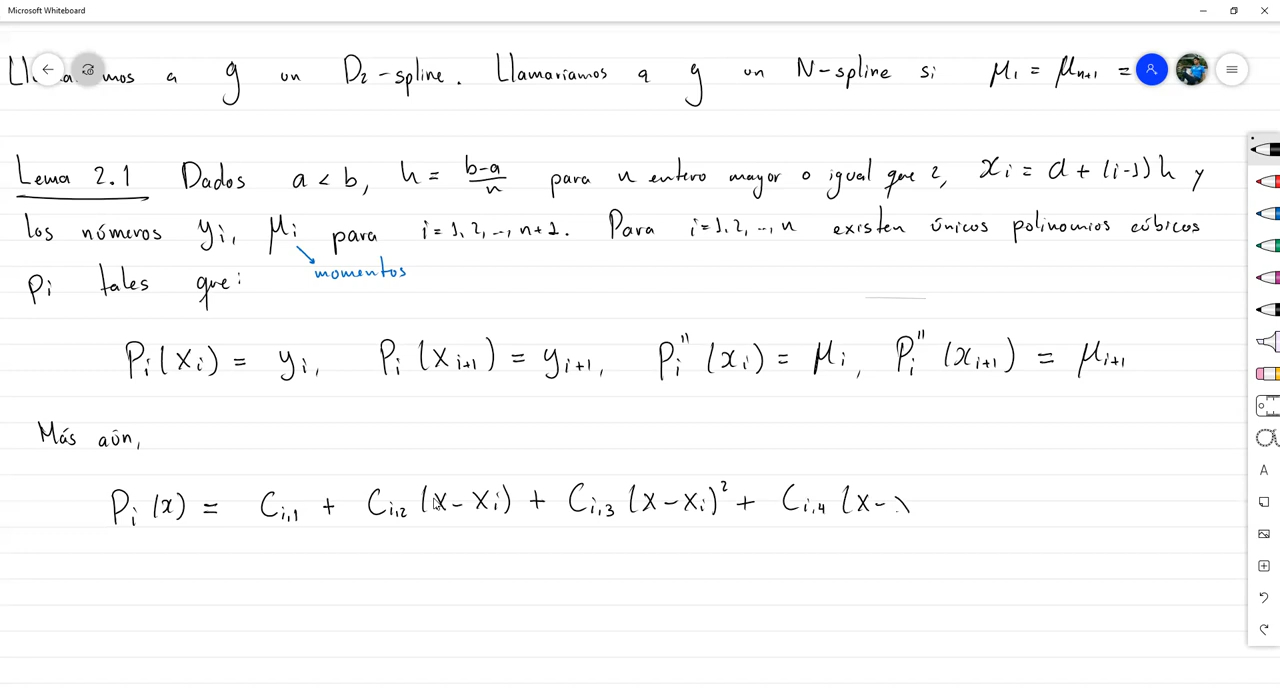 Microsoft Whiteboard
mos a g un D₂-spline. Llamaríamos a g un N-spline si μ₁ = μₙ₊₁ =
Lema 2.1 Dados a < b, h = (b-a)/n para n entero mayor o igual que 2, xᵢ = a + (i-1)h y
los números yᵢ, μᵢ para i = 1, 2, .., n+1. Para i = 1, 2, .., n existen únicos polinomios cúbicos
momentos
Pᵢ tales que:
Pᵢ(xᵢ) = yᵢ, Pᵢ(xᵢ₊₁) = yᵢ₊₁, Pᵢ''(xᵢ) = μᵢ, Pᵢ''(xᵢ₊₁) = μᵢ₊₁
Más aún,
Pᵢ(x) = Cᵢ,₁ + Cᵢ,₂ (x-xᵢ) + Cᵢ,₃ (x-xᵢ)² + Cᵢ,₄ (x-
A